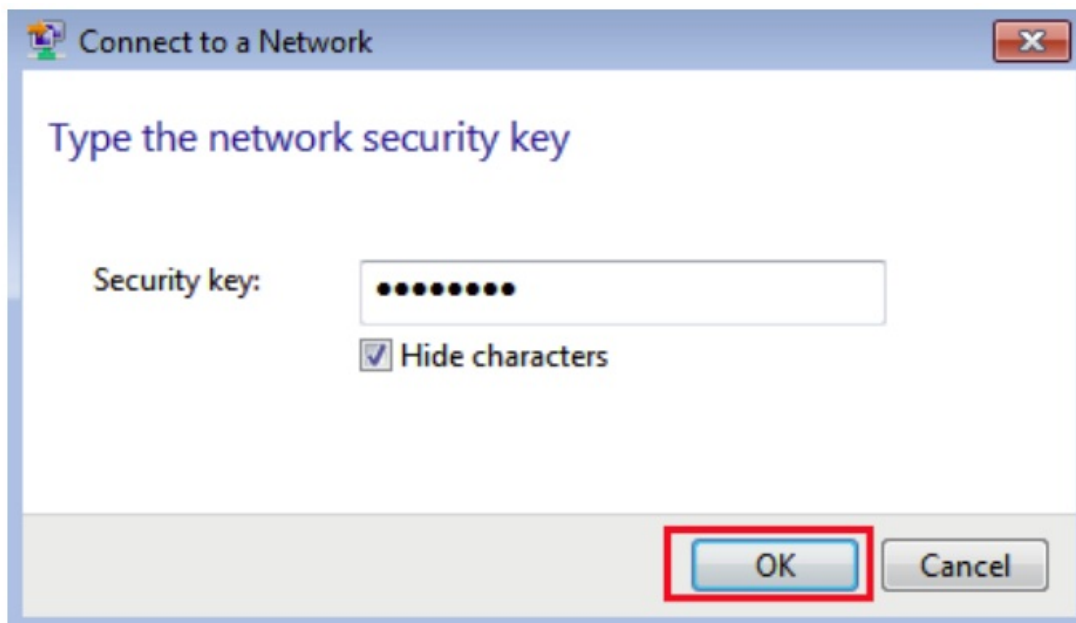 Connect to a Network
Type the network security key
Security key: ••••••••
Hide characters
OK Cancel